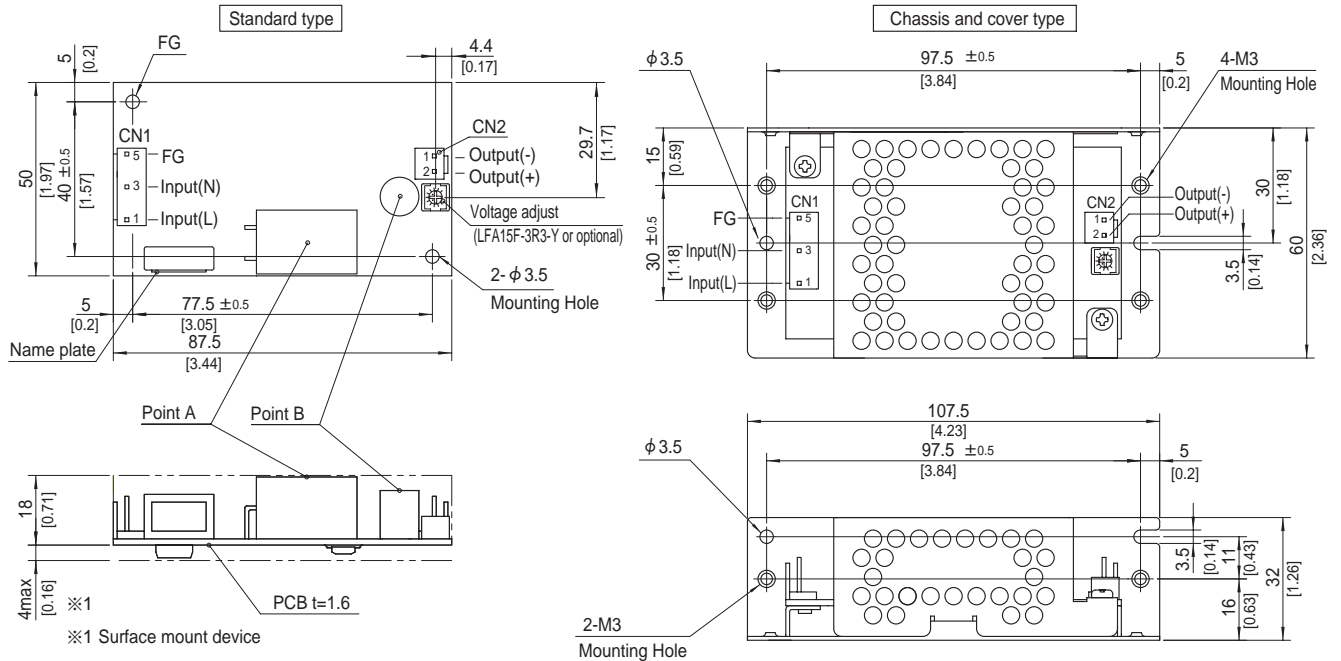 Standard type
FG
5
[0.2]
4.4
[0.17]
50
[1.97]
40 ±0.5
[1.57]
CN1
5
FG
3
Input(N)
1
Input(L)
CN2
1
Output(-)
2
Output(+)
29.7
[1.17]
Voltage adjust
(LFA15F-3R3-Y or optional)
2-φ3.5
Mounting Hole
5
[0.2]
77.5 ±0.5
[3.05]
87.5
[3.44]
Name plate
Point A
Point B
18
[0.71]
4max
[0.16]
※1
PCB t=1.6
※1 Surface mount device
Chassis and cover type
φ3.5
97.5 ±0.5
[3.84]
5
[0.2]
4-M3
Mounting Hole
15
[0.59]
30 ±0.5
[1.18]
CN1
FG
5
Input(N)
3
Input(L)
1
CN2
1
Output(-)
2
Output(+)
30
[1.18]
3.5
[0.14]
60
[2.36]
107.5
[4.23]
φ3.5
97.5 ±0.5
[3.84]
5
[0.2]
3.5
[0.14]
11
[0.43]
16
[0.63]
32
[1.26]
2-M3
Mounting Hole